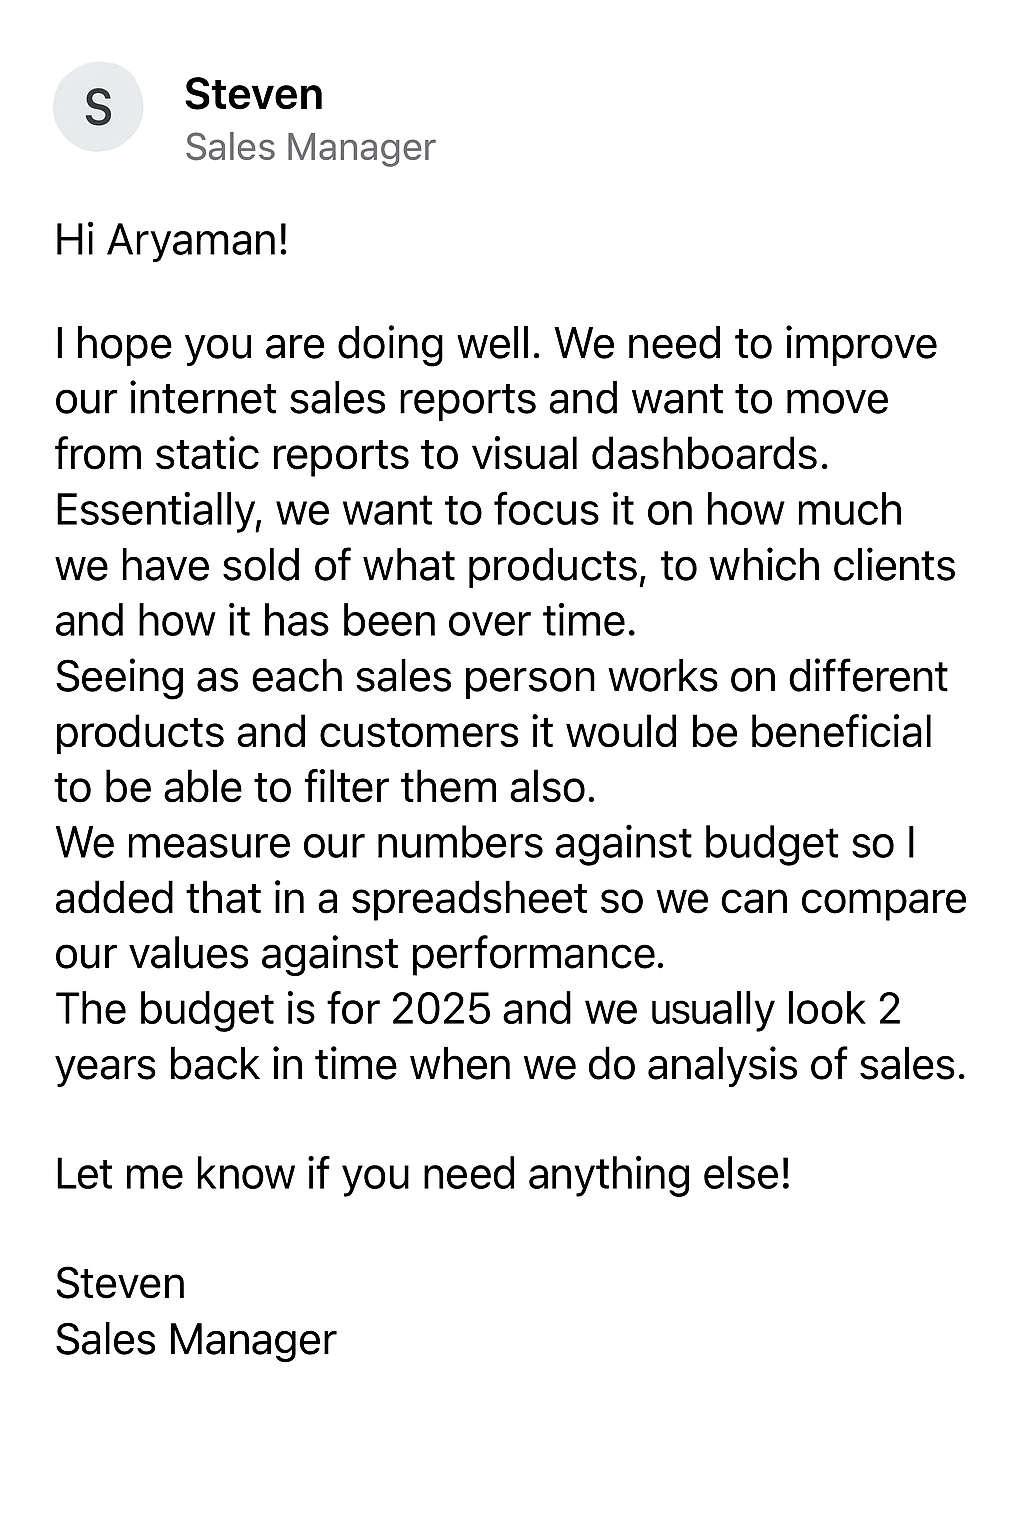 S
Steven
Sales Manager
Hi Aryaman!
I hope you are doing well. We need to improve
our internet sales reports and want to move
from static reports to visual dashboards.
Essentially, we want to focus it on how much
we have sold of what products, to which clients
and how it has been over time.
Seeing as each sales person works on different
products and customers it would be beneficial
to be able to filter them also.
We measure our numbers against budget so I
added that in a spreadsheet so we can compare
our values against performance.
The budget is for 2025 and we usually look 2
years back in time when we do analysis of sales.
Let me know if you need anything else!
Steven
Sales Manager